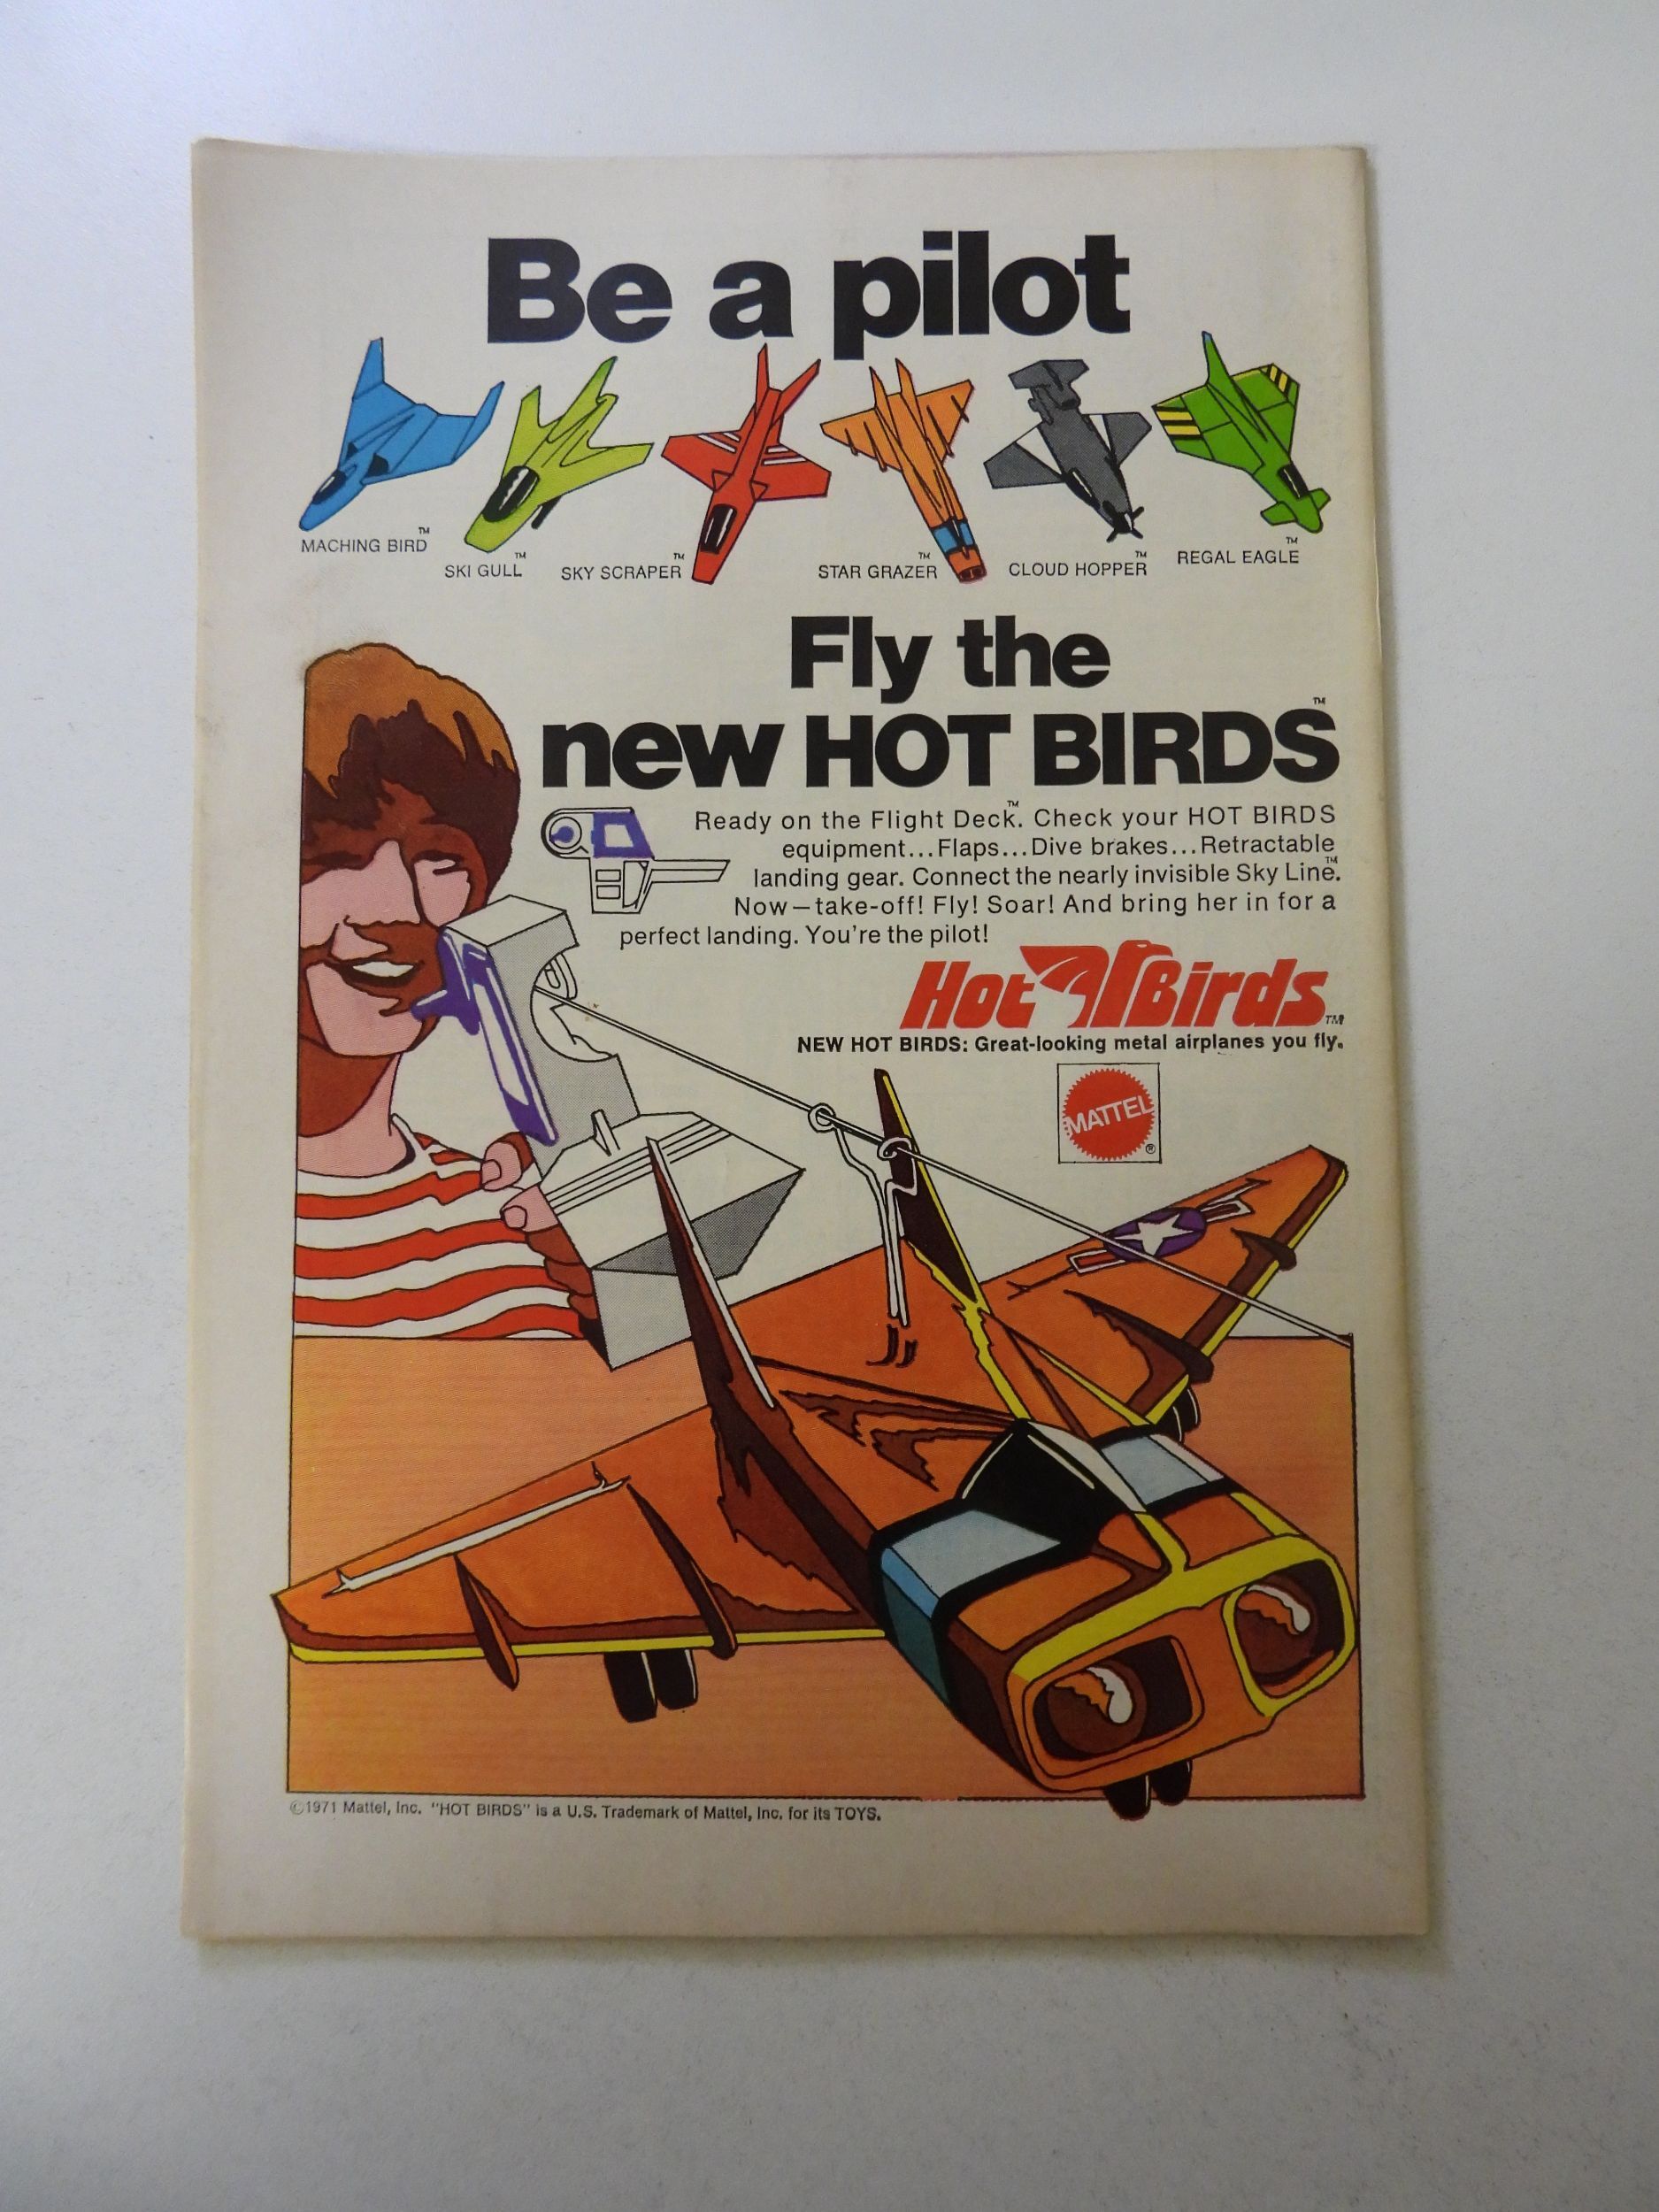 Be a pilot
MACHING BIRD™
SKI GULL™
SKY SCRAPER™
STAR GRAZER™
CLOUD HOPPER™
REGAL EAGLE™
Fly the
new HOT BIRDS™
Ready on the Flight Deck™. Check your HOT BIRDS
equipment...Flaps...Dive brakes...Retractable
landing gear. Connect the nearly invisible Sky Line™.
Now—take-off! Fly! Soar! And bring her in for a
perfect landing. You're the pilot!
Hot Birds™
NEW HOT BIRDS: Great-looking metal airplanes you fly.
MATTEL®
©1971 Mattel, Inc. "HOT BIRDS" is a U.S. Trademark of Mattel, Inc. for its TOYS.